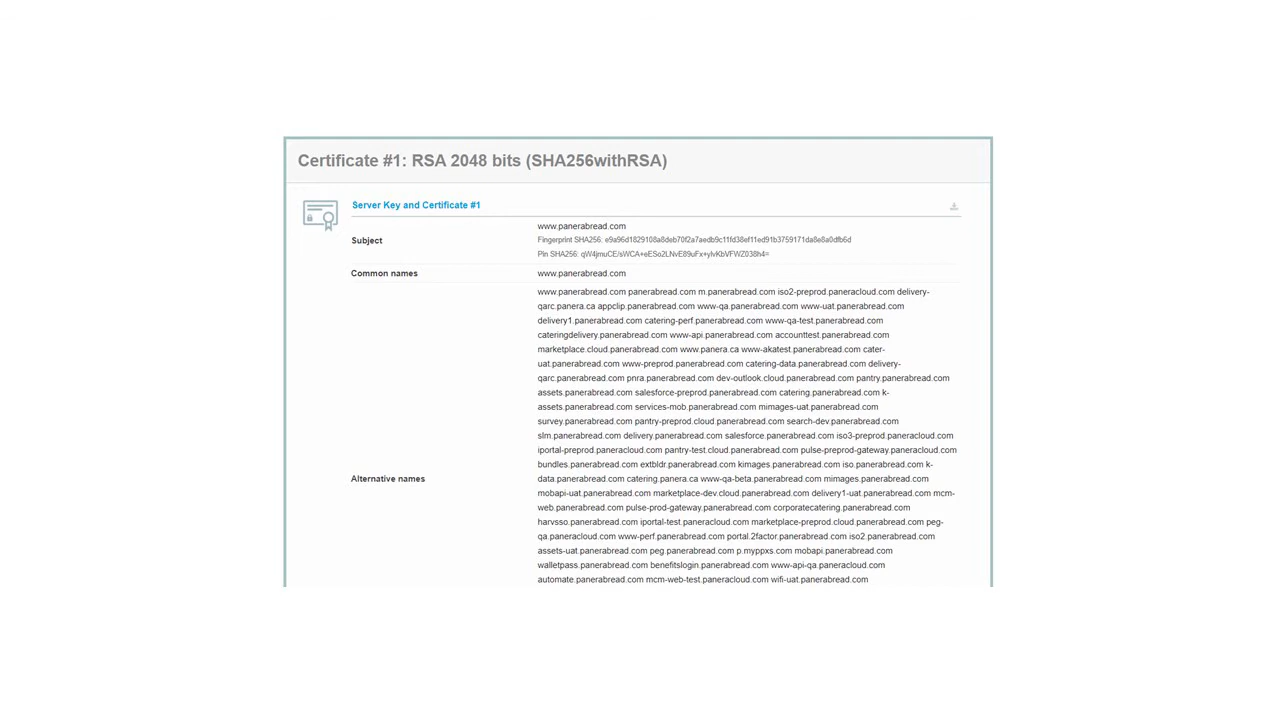 Certificate #1: RSA 2048 bits (SHA256withRSA)
Server Key and Certificate #1
Subject
www.panerabread.com
Fingerprint SHA256: e9a96d1829108a8deb70f2a7aedb9c11fd38ef11ed91b3759171da8e8a0dfb6d
Pin SHA256: qW4jmuCE/sWCA+eESo2LNvE89uFx+ylvKbVFWZ038h4=
Common names
www.panerabread.com
Alternative names
www.panerabread.com panerabread.com m.panerabread.com iso2-preprod.paneracloud.com delivery-
qarc.panera.ca appclip.panerabread.com www-qa.panerabread.com www-uat.panerabread.com
delivery1.panerabread.com catering-perf.panerabread.com www-qa-test.panerabread.com
cateringdelivery.panerabread.com www-api.panerabread.com accounttest.panerabread.com
marketplace.cloud.panerabread.com www.panera.ca www-akatest.panerabread.com cater-
uat.panerabread.com www-preprod.panerabread.com catering-data.panerabread.com delivery-
qarc.panerabread.com pnra.panerabread.com dev-outlook.cloud.panerabread.com pantry.panerabread.com
assets.panerabread.com salesforce-preprod.panerabread.com catering.panerabread.com k-
assets.panerabread.com services-mob.panerabread.com mimages-uat.panerabread.com
survey.panerabread.com pantry-preprod.cloud.panerabread.com search-dev.panerabread.com
slm.panerabread.com delivery.panerabread.com salesforce.panerabread.com iso3-preprod.paneracloud.com
iportal-preprod.paneracloud.com pantry-test.cloud.panerabread.com pulse-preprod-gateway.paneracloud.com
bundles.panerabread.com extbldr.panerabread.com kimages.panerabread.com iso.panerabread.com k-
data.panerabread.com catering.panera.ca www-qa-beta.panerabread.com mimages.panerabread.com
mobapi-uat.panerabread.com marketplace-dev.cloud.panerabread.com delivery1-uat.panerabread.com mcm-
web.panerabread.com pulse-prod-gateway.paneracloud.com corporatecatering.panerabread.com
harvsso.panerabread.com iportal-test.paneracloud.com marketplace-preprod.cloud.panerabread.com peg-
qa.paneracloud.com www-perf.panerabread.com portal.2factor.panerabread.com iso2.panerabread.com
assets-uat.panerabread.com peg.panerabread.com p.myppxs.com mobapi.panerabread.com
walletpass.panerabread.com benefitslogin.panerabread.com www-api-qa.paneracloud.com
automate.panerabread.com mcm-web-test.paneracloud.com wifi-uat.panerabread.com